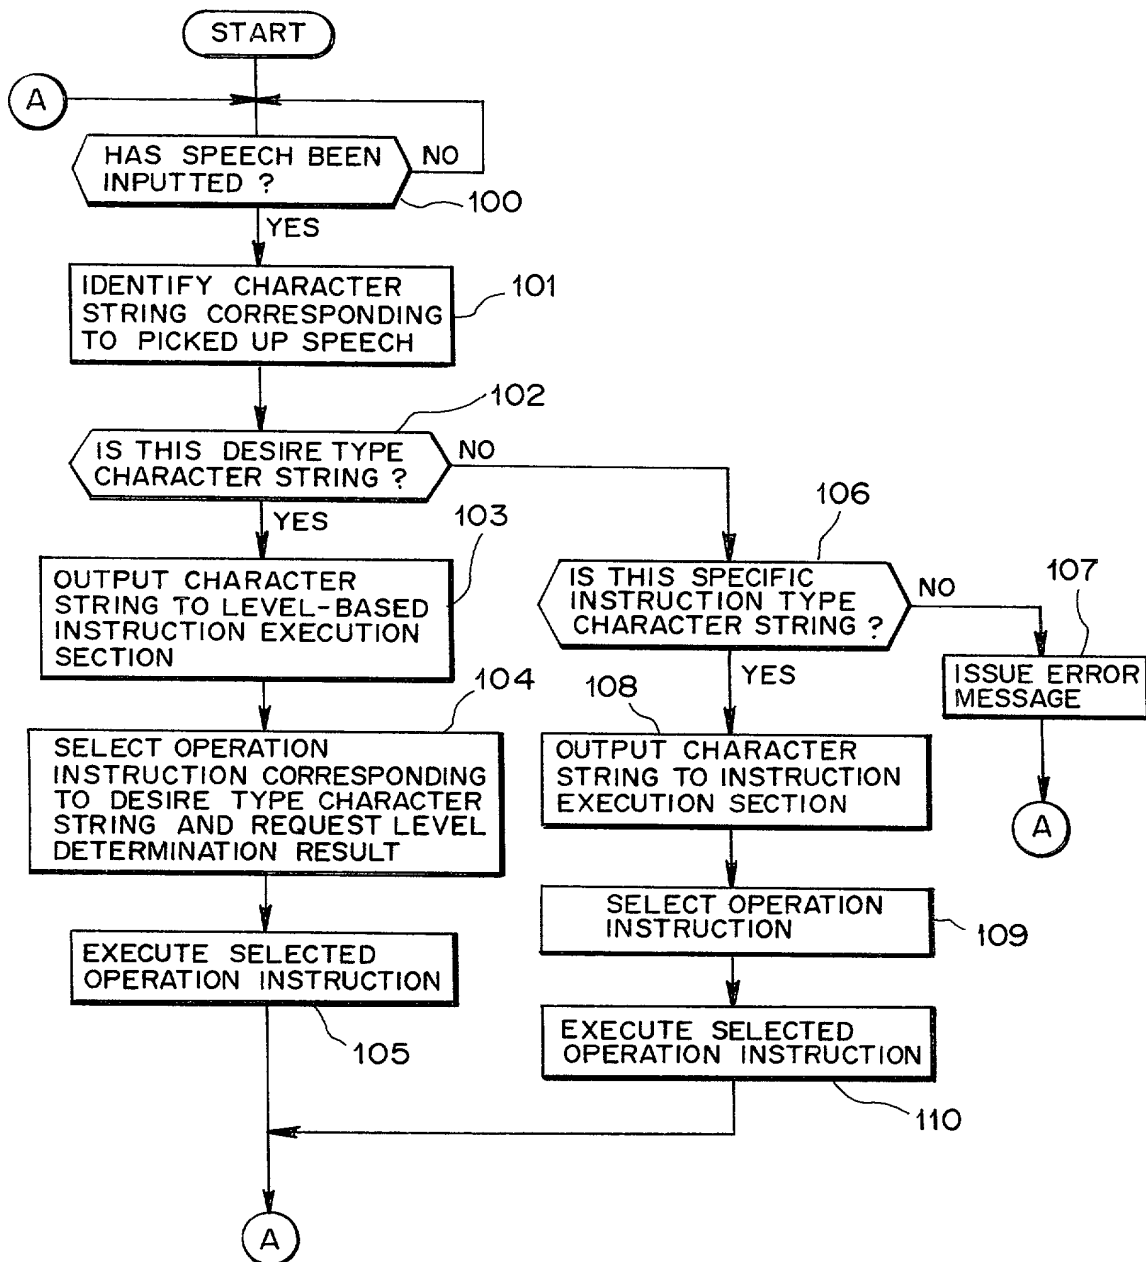 START
A
HAS SPEECH BEEN
INPUTTED ?
NO
100
YES
IDENTIFY CHARACTER
STRING CORRESPONDING
TO PICKED UP SPEECH
101
102
IS THIS DESIRE TYPE
CHARACTER STRING ?
NO
YES
103
OUTPUT CHARACTER
STRING TO LEVEL-BASED
INSTRUCTION EXECUTION
SECTION
104
SELECT OPERATION
INSTRUCTION CORRESPONDING
TO DESIRE TYPE CHARACTER
STRING AND REQUEST LEVEL
DETERMINATION RESULT
EXECUTE SELECTED
OPERATION INSTRUCTION
105
A
106
IS THIS SPECIFIC
INSTRUCTION TYPE
CHARACTER STRING ?
NO
107
ISSUE ERROR
MESSAGE
A
YES
108
OUTPUT CHARACTER
STRING TO INSTRUCTION
EXECUTION SECTION
SELECT OPERATION
INSTRUCTION
109
EXECUTE SELECTED
OPERATION INSTRUCTION
110